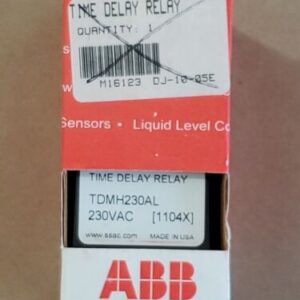 TIME DELAY RELAY
QUANTITY: 1
M16123 DJ-10-05E
Sensors • Liquid Level Co
TIME DELAY RELAY
TDMH230AL
230VAC [1104X]
www.ssac.com MADE IN USA
ABB